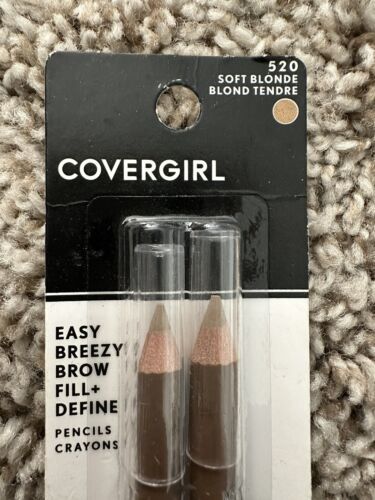 520
SOFT BLONDE
BLOND TENDRE
COVERGIRL
EASY
BREEZY
BROW
FILL+
DEFINE
PENCILS
CRAYONS